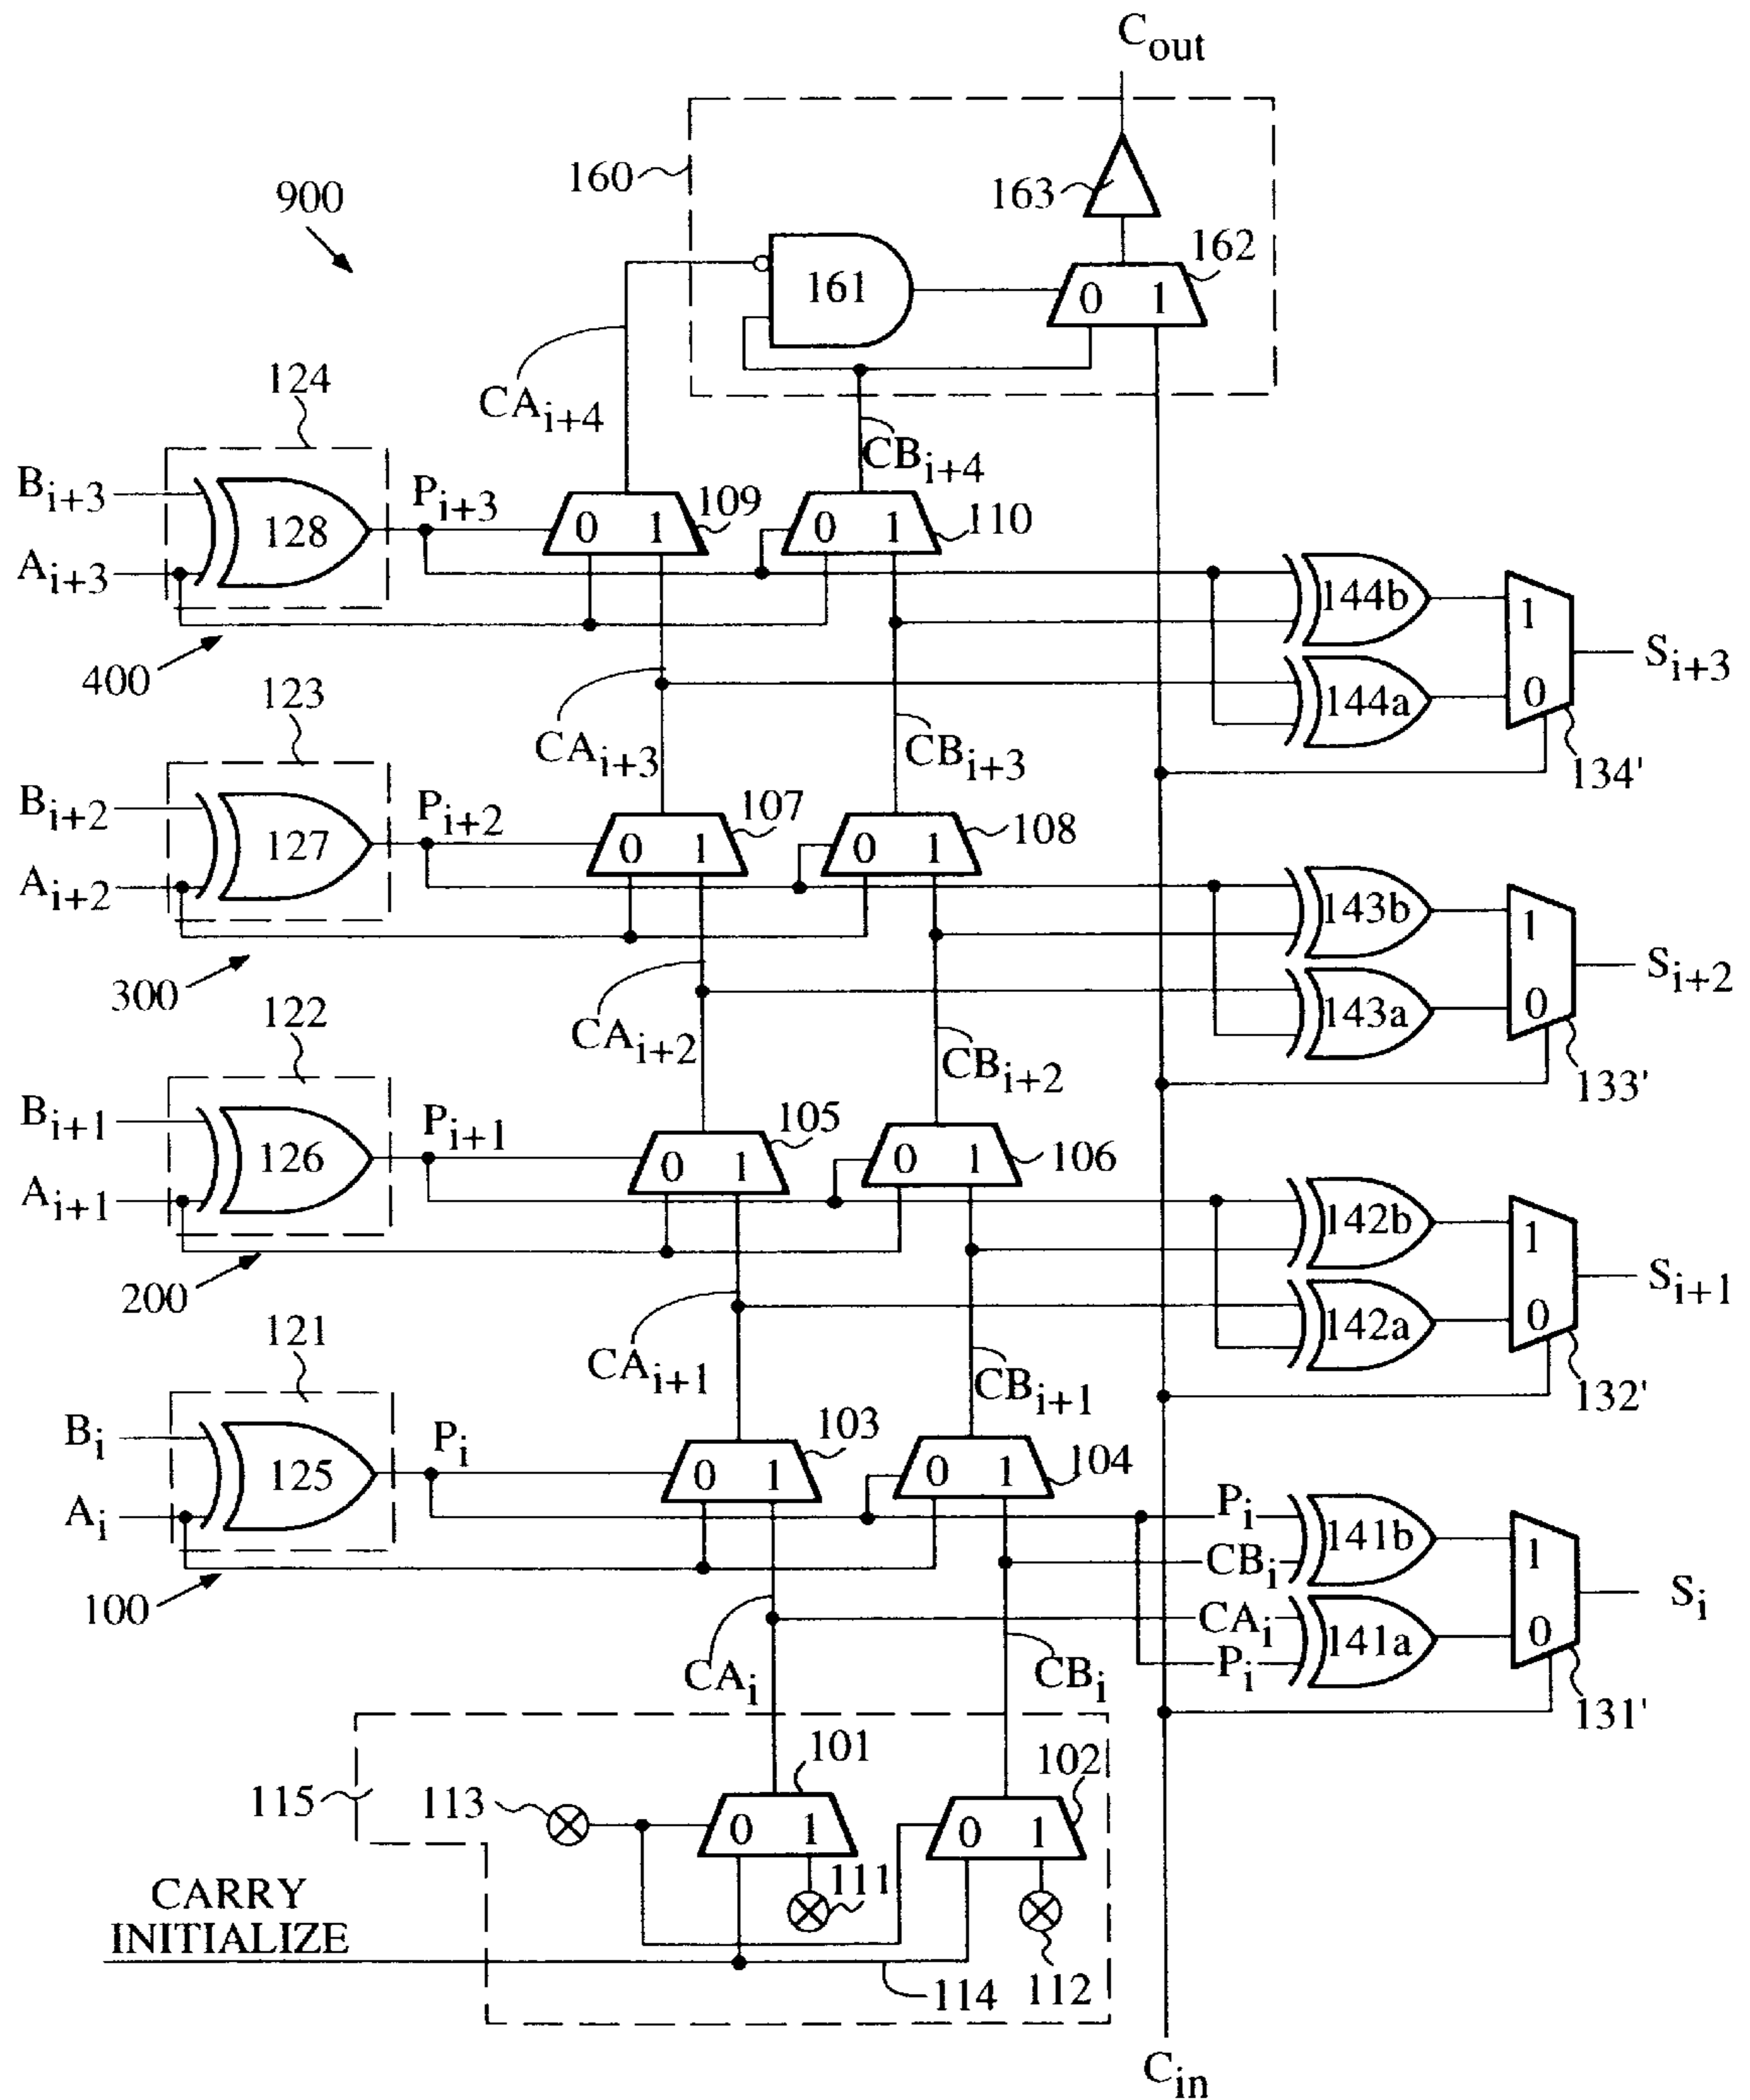 C_out
160
163
900
162
161
0 1
124
CA_i+4
CB_i+4
B_i+3
P_i+3
109
128
0 1
0 1
110
A_i+3
144b
1
400
S_i+3
123
144a
0
CA_i+3
CB_i+3
134'
B_i+2
P_i+2
107
108
127
0 1
0 1
A_i+2
143b
1
300
S_i+2
122
143a
0
CA_i+2
CB_i+2
133'
B_i+1
P_i+1
105
106
126
0 1
0 1
A_i+1
142b
1
200
S_i+1
121
142a
0
CA_i+1
CB_i+1
132'
B_i
P_i
103
104
125
0 1
0 1
A_i
P_i
141b
1
CB_i
100
S_i
CA_i
141a
0
P_i
CA_i
CB_i
131'
101
102
115
113
0 1
0 1
111
CARRY
INITIALIZE
114
112
C_in